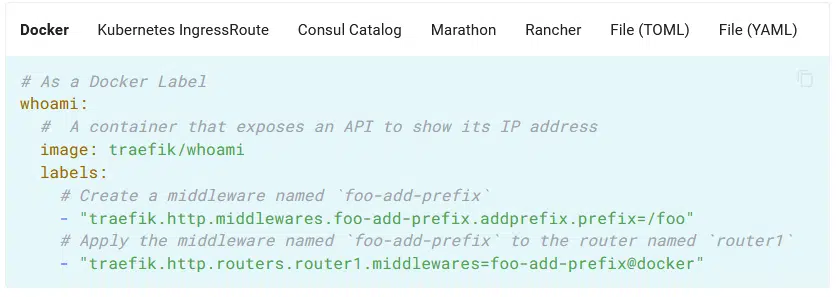 Docker Kubernetes IngressRoute Consul Catalog Marathon Rancher File (TOML) File (YAML)
# As a Docker Label
whoami:
  #  A container that exposes an API to show its IP address
  image: traefik/whoami
  labels:
    # Create a middleware named `foo-add-prefix`
    - "traefik.http.middlewares.foo-add-prefix.addprefix.prefix=/foo"
    # Apply the middleware named `foo-add-prefix` to the router named `router1`
    - "traefik.http.routers.router1.middlewares=foo-add-prefix@docker"